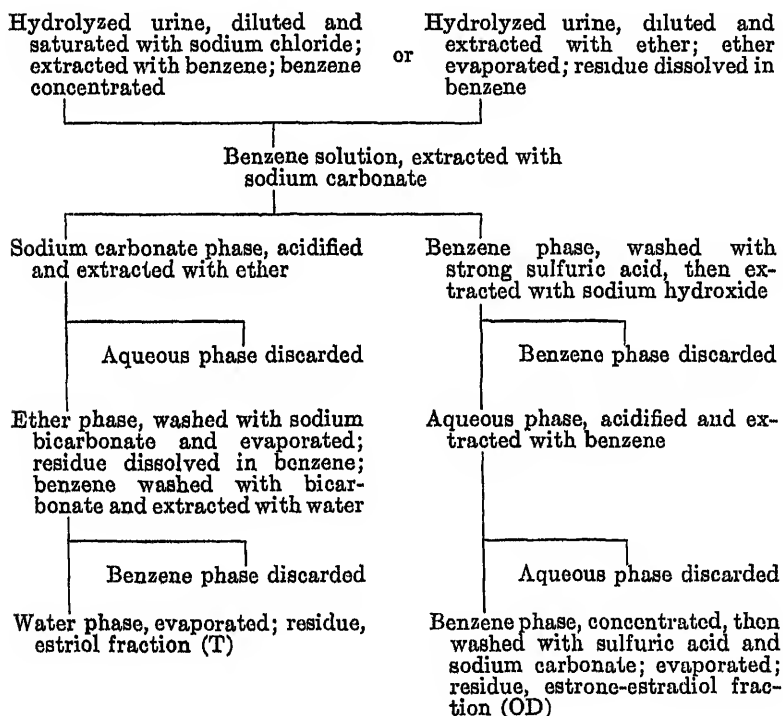 Hydrolyzed urine, diluted and
saturated with sodium chloride;
extracted with benzene; benzene
concentrated
or
Hydrolyzed urine, diluted and
extracted with ether; ether
evaporated; residue dissolved in
benzene
Benzene solution, extracted with
sodium carbonate
Sodium carbonate phase, acidified
and extracted with ether
Benzene phase, washed with
strong sulfuric acid, then ex-
tracted with sodium hydroxide
Aqueous phase discarded
Benzene phase discarded
Ether phase, washed with sodium
bicarbonate and evaporated;
residue dissolved in benzene;
benzene washed with bicar-
bonate and extracted with water
Aqueous phase, acidified and ex-
tracted with benzene
Benzene phase discarded
Aqueous phase discarded
Water phase, evaporated; residue,
estriol fraction (T)
Benzene phase, concentrated, then
washed with sulfuric acid and
sodium carbonate; evaporated;
residue, estrone-estradiol frac-
tion (OD)